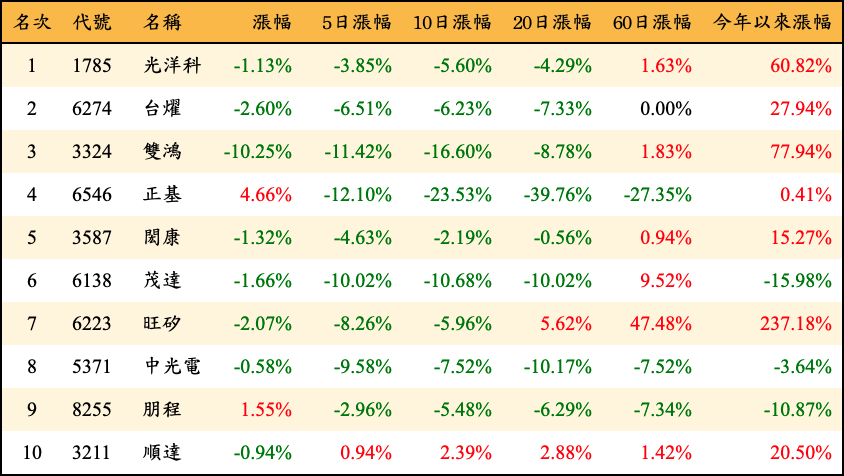 名次 代號 名稱 漲幅 5日漲幅 10日漲幅 20日漲幅 60日漲幅 今年以來漲幅
1 1785 光洋科 -1.13% -3.85% -5.60% -4.29% 1.63% 60.82%
2 6274 台燿 -2.60% -6.51% -6.23% -7.33% 0.00% 27.94%
3 3324 雙鴻 -10.25% -11.42% -16.60% -8.78% 1.83% 77.94%
4 6546 正基 4.66% -12.10% -23.53% -39.76% -27.35% 0.41%
5 3587 閎康 -1.32% -4.63% -2.19% -0.56% 0.94% 15.27%
6 6138 茂達 -1.66% -10.02% -10.68% -10.02% 9.52% -15.98%
7 6223 旺矽 -2.07% -8.26% -5.96% 5.62% 47.48% 237.18%
8 5371 中光電 -0.58% -9.58% -7.52% -10.17% -7.52% -3.64%
9 8255 朋程 1.55% -2.96% -5.48% -6.29% -7.34% -10.87%
10 3211 順達 -0.94% 0.94% 2.39% 2.88% 1.42% 20.50%